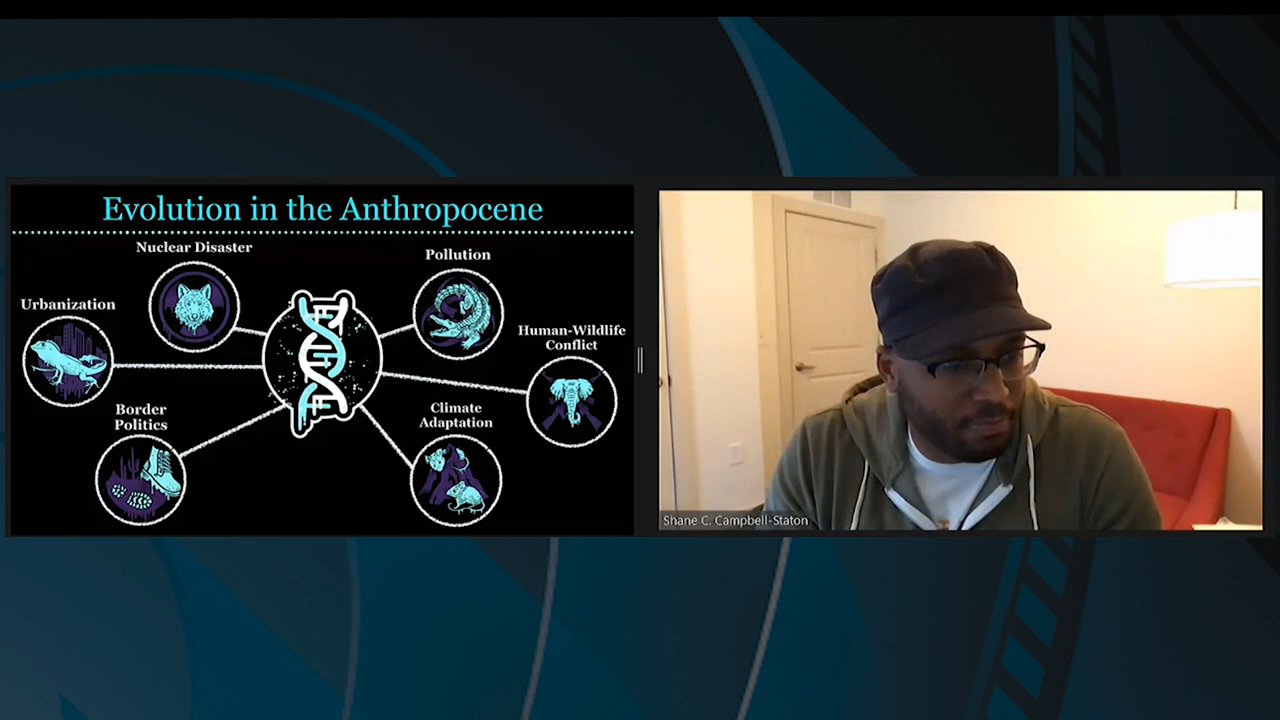 Evolution in the Anthropocene
Nuclear Disaster
Pollution
Urbanization
Human-Wildlife
Conflict
Border
Politics
Climate
Adaptation
Shane C. Campbell-Staton